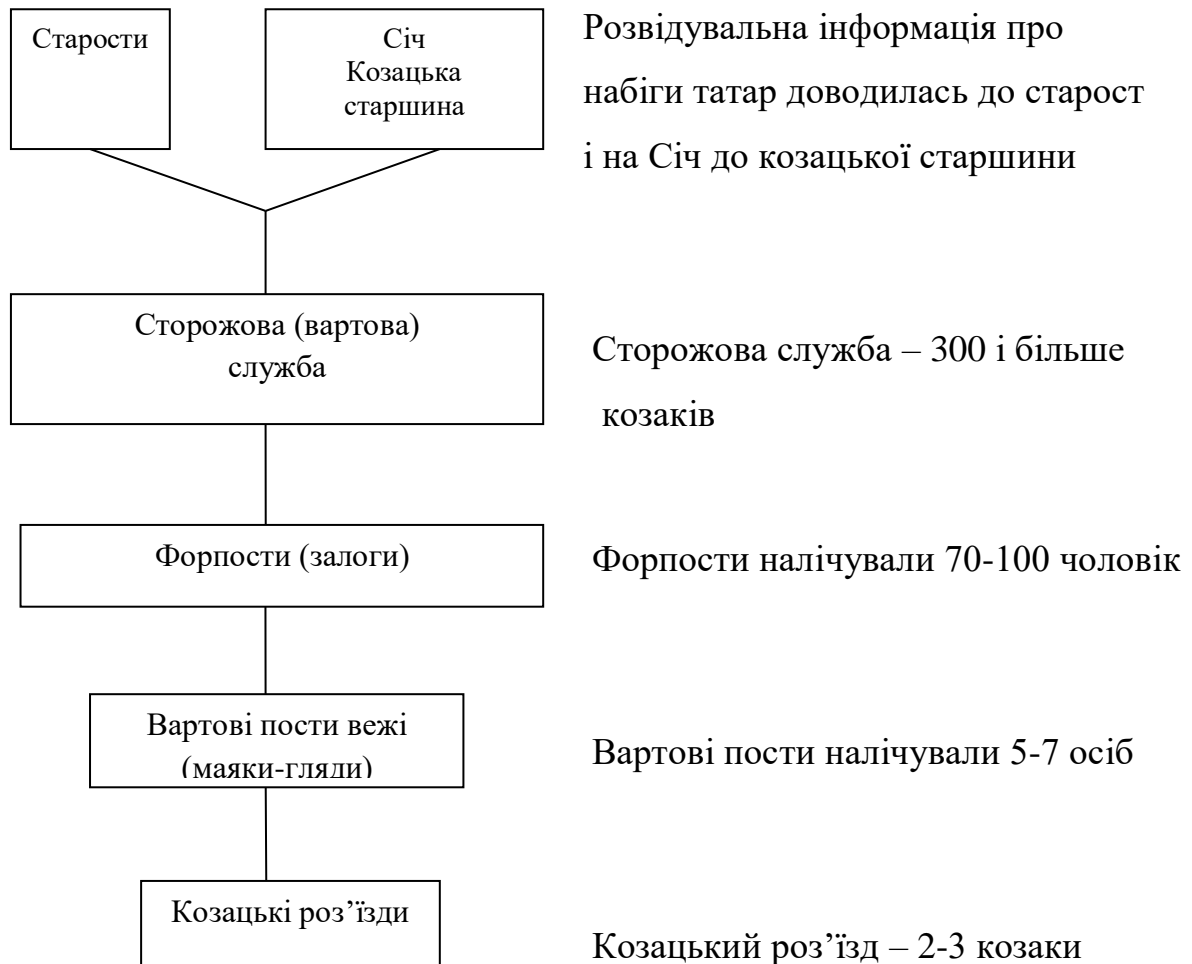 Старости
Січ
Козацька
старшина
Розвідувальна інформація про
набіги татар доводилась до старост
і на Січ до козацької старшини
Сторожова (вартова)
служба
Сторожова служба – 300 і більше
козаків
Форпости (залоги)
Форпости налічували 70-100 чоловік
Вартові пости вежі
(маяки-гляди)
Вартові пости налічували 5-7 осіб
Козацькі роз’їзди
Козацький роз’їзд – 2-3 козаки